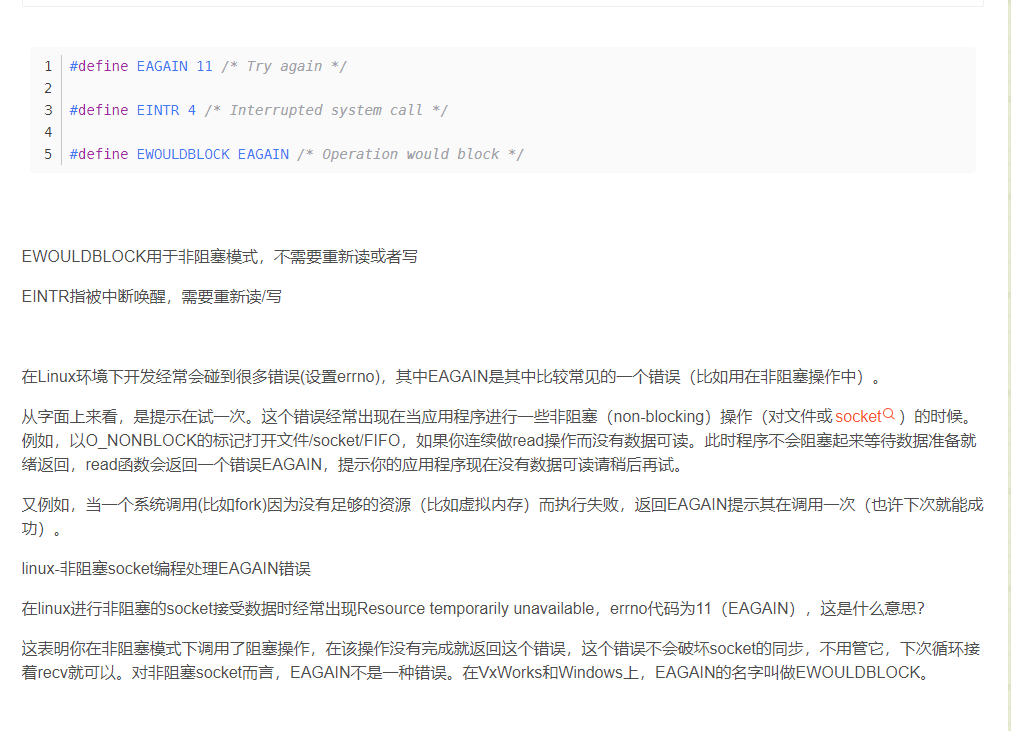 1 #define EAGAIN 11 /* Try again */
2
3 #define EINTR 4 /* Interrupted system call */
4
5 #define EWOULDBLOCK EAGAIN /* Operation would block */
EWOULDBLOCK用于非阻塞模式，不需要重新读或者写
EINTR指被中断唤醒，需要重新读/写
在Linux环境下开发经常会碰到很多错误(设置errno)，其中EAGAIN是其中比较常见的一个错误（比如用在非阻塞操作中）。
从字面上来看，是提示在试一次。这个错误经常出现在当应用程序进行一些非阻塞（non-blocking）操作（对文件或socket）的时候。
例如，以O_NONBLOCK的标记打开文件/socket/FIFO，如果你连续做read操作而没有数据可读。此时程序不会阻塞起来等待数据准备就
绪返回，read函数会返回一个错误EAGAIN，提示你的应用程序现在没有数据可读请稍后再试。
又例如，当一个系统调用(比如fork)因为没有足够的资源（比如虚拟内存）而执行失败，返回EAGAIN提示其在调用一次（也许下次就能成
功）。
linux-非阻塞socket编程处理EAGAIN错误
在linux进行非阻塞的socket接受数据时经常出现Resource temporarily unavailable，errno代码为11（EAGAIN），这是什么意思？
这表明你在非阻塞模式下调用了阻塞操作，在该操作没有完成就返回这个错误，这个错误不会破坏socket的同步，不用管它，下次循环接
着recv就可以。对非阻塞socket而言，EAGAIN不是一种错误。在VxWorks和Windows上，EAGAIN的名字叫做EWOULDBLOCK。